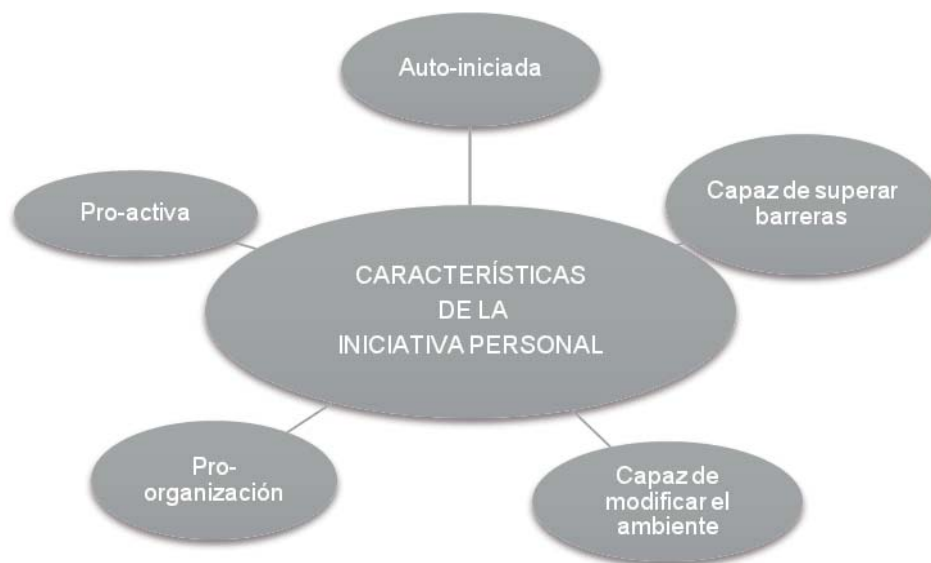 Auto-iniciada
Capaz de superar
barreras
Pro-activa
CARACTERÍSTICAS
DE LA
INICIATIVA PERSONAL
Pro-
organización
Capaz de
modificar el
ambiente